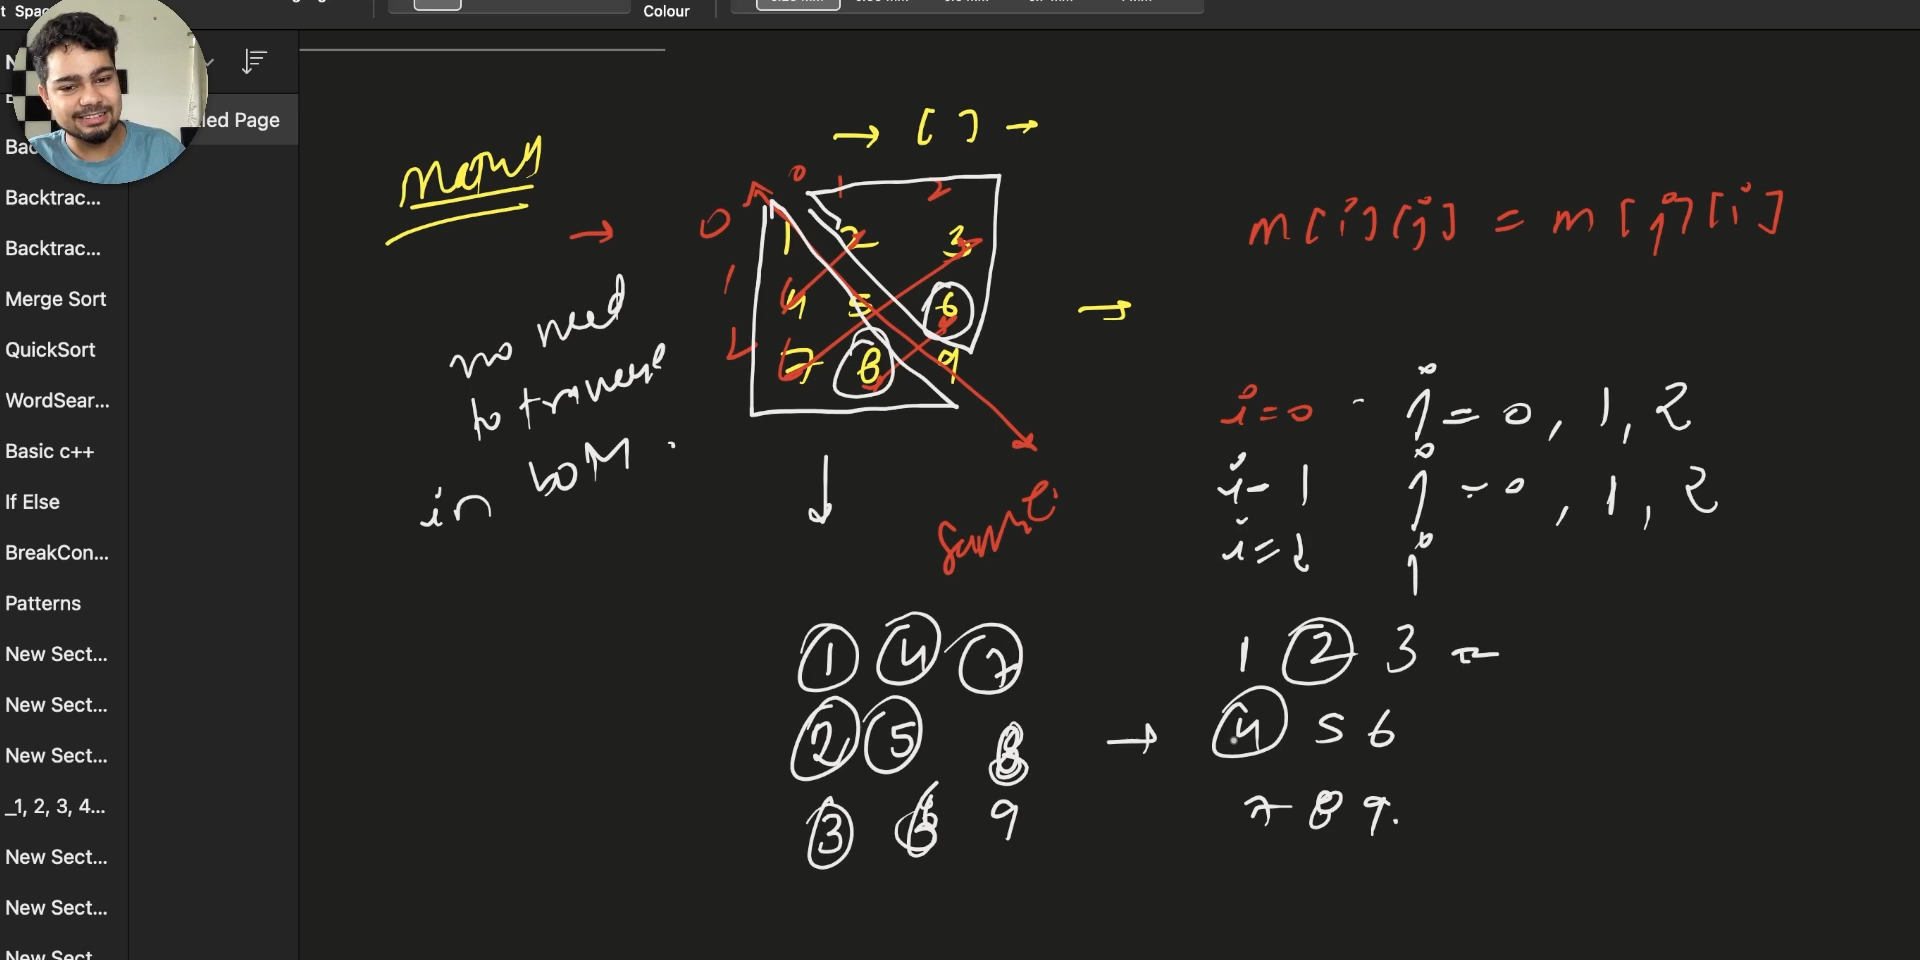 t Spac
Colour
led Page
Bac
Backtrac...
Backtrac...
Merge Sort
QuickSort
WordSear...
Basic c++
If Else
BreakCon...
Patterns
New Sect...
New Sect...
New Sect...
_1, 2, 3, 4...
New Sect...
New Sect...
New Sect
→ [ ] →
0 1 2
0 1 2 3
1 4 5 6
2 7 8 9
→
→
no need
to traverse
in both.
↓
same
m[i][j] = m[j][i]
i=0 - j=0, 1, 2
i-1 j=0, 1, 2
i=2 j
1 4 7
2 5 8
3 6 9
→
1 2 3
4 5 6
7 8 9.